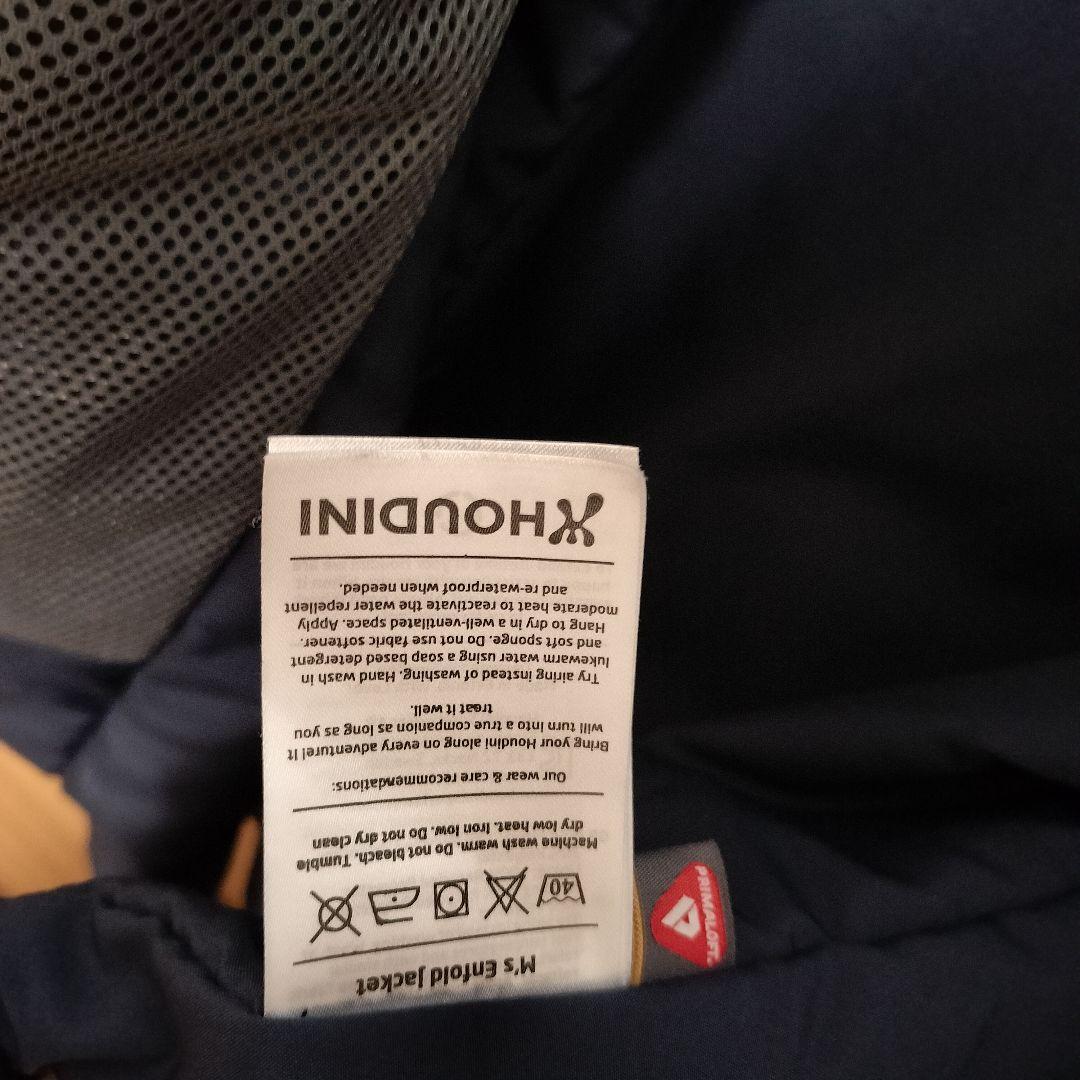 M's Enfold Jacket
40
Machine wash warm. Do not bleach. Tumble
dry low heat. Iron low. Do not dry clean
Our wear & care recommendations:
Bring your Houdini along on every adventure! It
will turn into a true companion as long as you
treat it well.
Try airing instead of washing. Hand wash in
lukewarm water using a soap based detergent
and soft sponge. Do not use fabric softener.
Hang to dry in a well-ventilated space. Apply
moderate heat to reactivate the water repellent
and re-waterproof when needed.
HOUDINI
PRIMALOFT